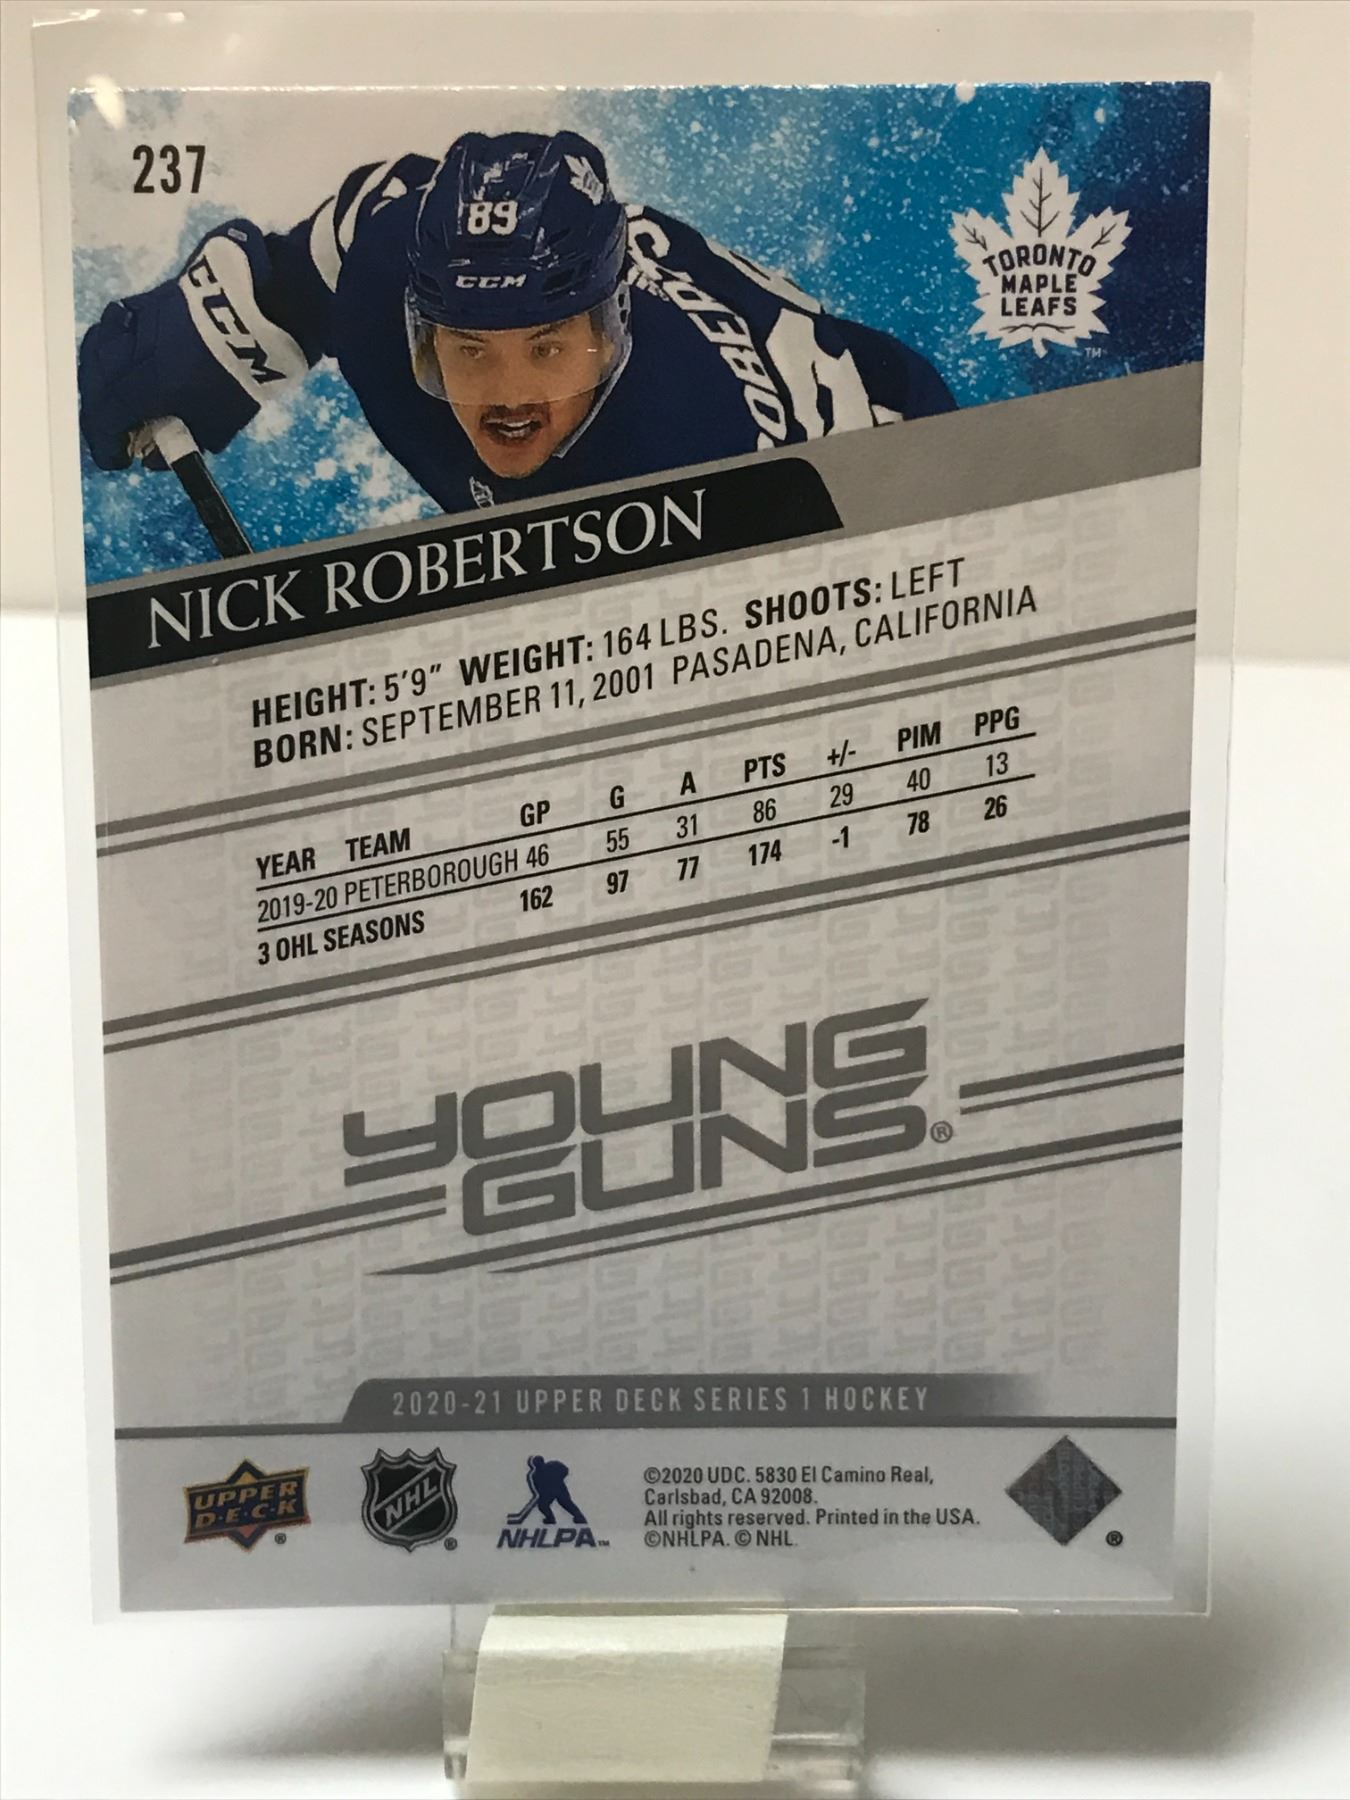 237
89
CCM
CCM
ROBERTS
OBER
TORONTO
MAPLE
LEAFS
TM
NICK ROBERTSON
HEIGHT: 5'9" WEIGHT: 164 LBS. SHOOTS: LEFT
BORN: SEPTEMBER 11, 2001 PASADENA, CALIFORNIA
YEAR TEAM GP G A PTS +/- PIM PPG
2019-20 PETERBOROUGH 46 55 31 86 29 40 13
3 OHL SEASONS 162 97 77 174 -1 78 26
YOUNG
GUNS®
2020-21 UPPER DECK SERIES 1 HOCKEY
UPPER
D·E·C·K
®
NHL
®
NHLPA™
©2020 UDC. 5830 El Camino Real,
Carlsbad, CA 92008.
All rights reserved. Printed in the USA.
©NHLPA. © NHL.
®